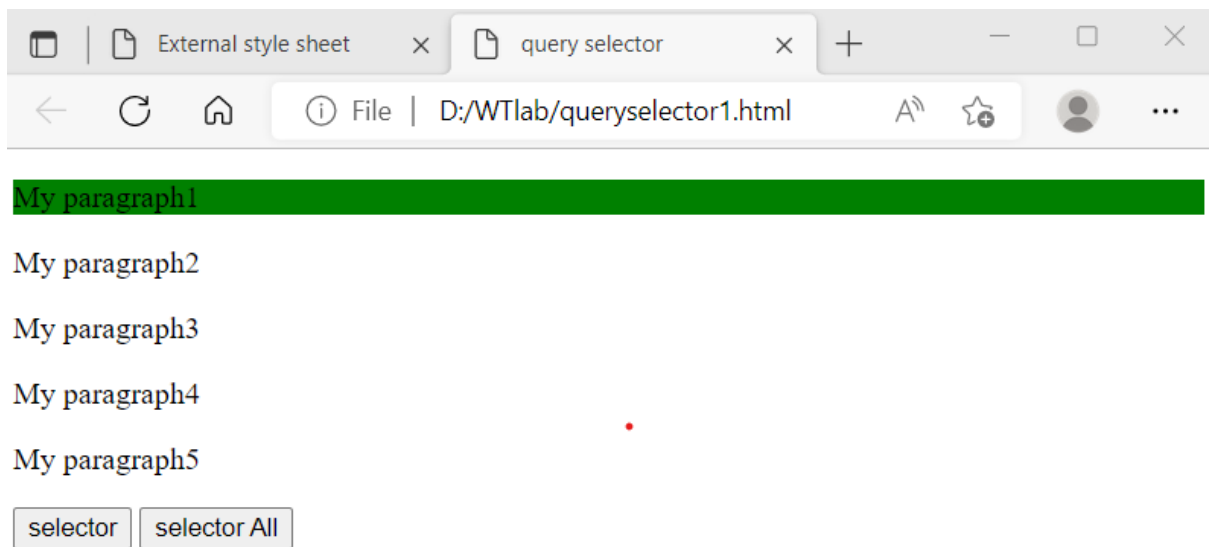 External style sheet query selector
File D:/WTlab/queryselector1.html A
My paragraph1
My paragraph2
My paragraph3
My paragraph4
My paragraph5
selector selector All